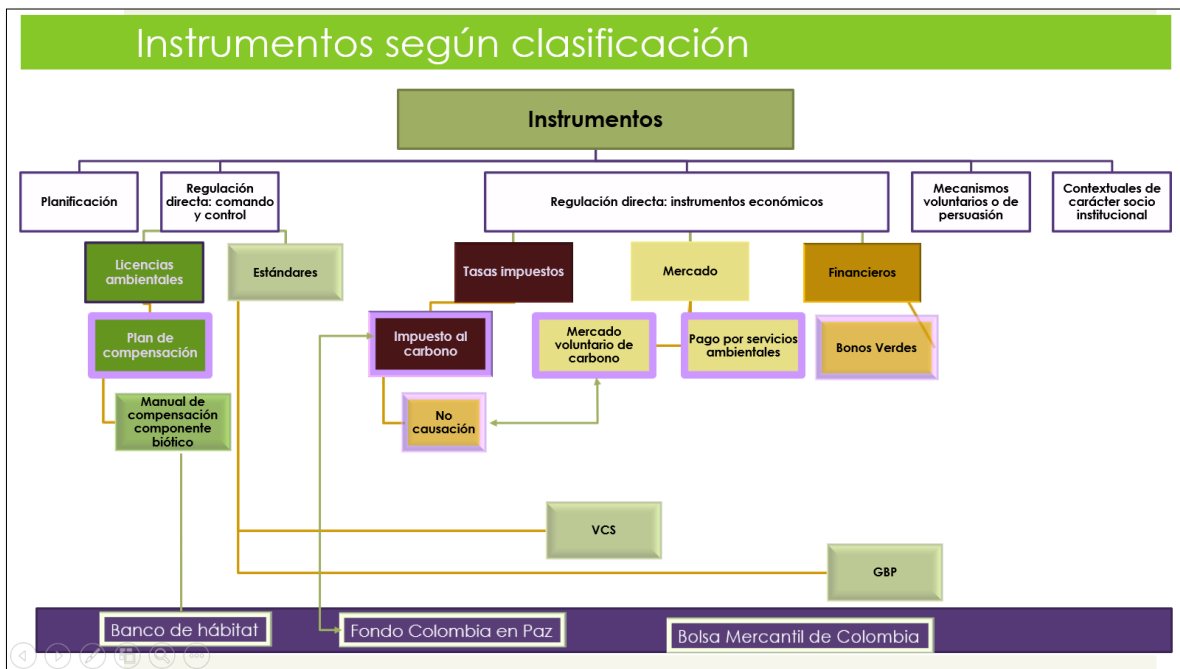 Instrumentos según clasificación
Instrumentos
Planificación
Regulación
directa: comando
y control
Regulación directa: instrumentos económicos
Mecanismos
voluntarios o de
persuasión
Contextuales de
carácter socio
institucional
Licencias
ambientales
Estándares
Tasas impuestos
Mercado
Financieros
Plan de
compensación
Impuesto al
carbono
Mercado
voluntario de
carbono
Pago por servicios
ambientales
Bonos Verdes
Manual de
compensación
componente
biótico
No
causación
VCS
GBP
Banco de hábitat
Fondo Colombia en Paz
Bolsa Mercantil de Colombia